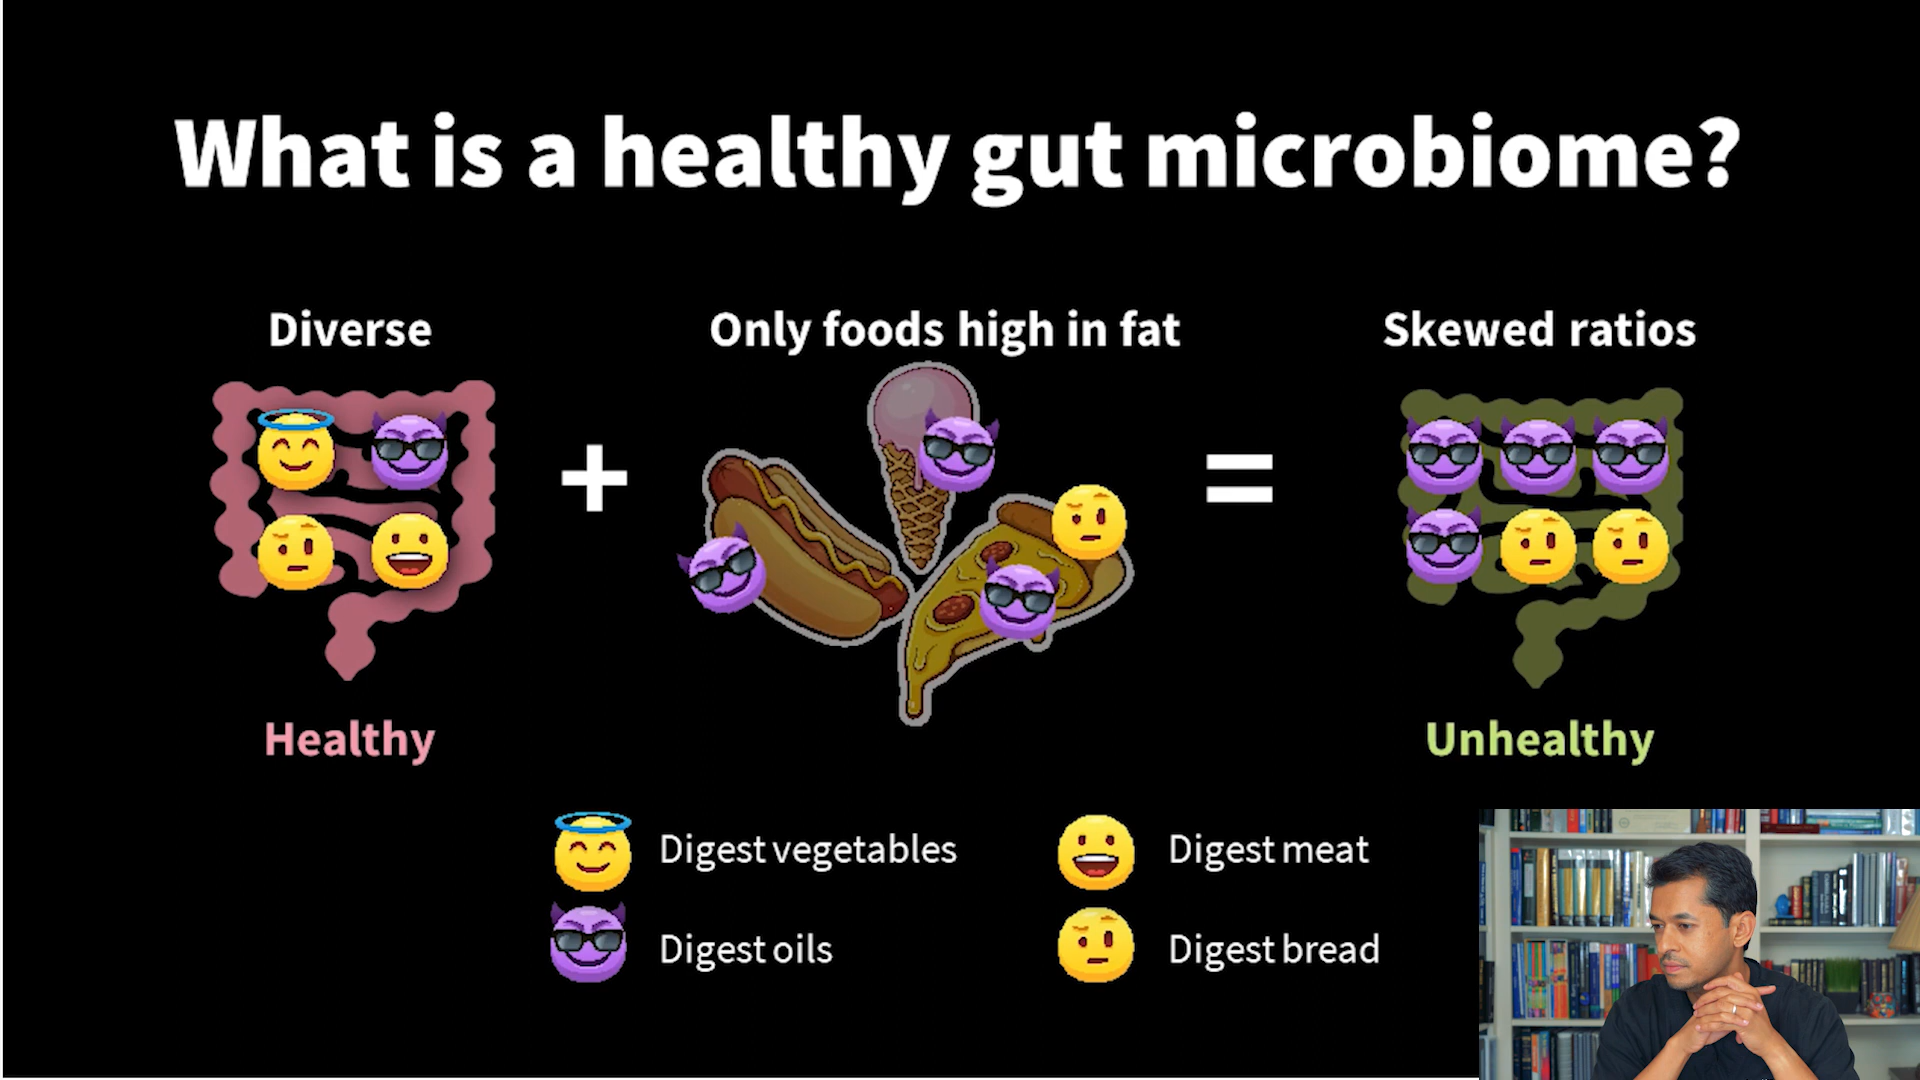 What is a healthy gut microbiome?
Diverse
Only foods high in fat
Skewed ratios
+
=
Healthy
Unhealthy
Digest vegetables
Digest meat
Digest oils
Digest bread